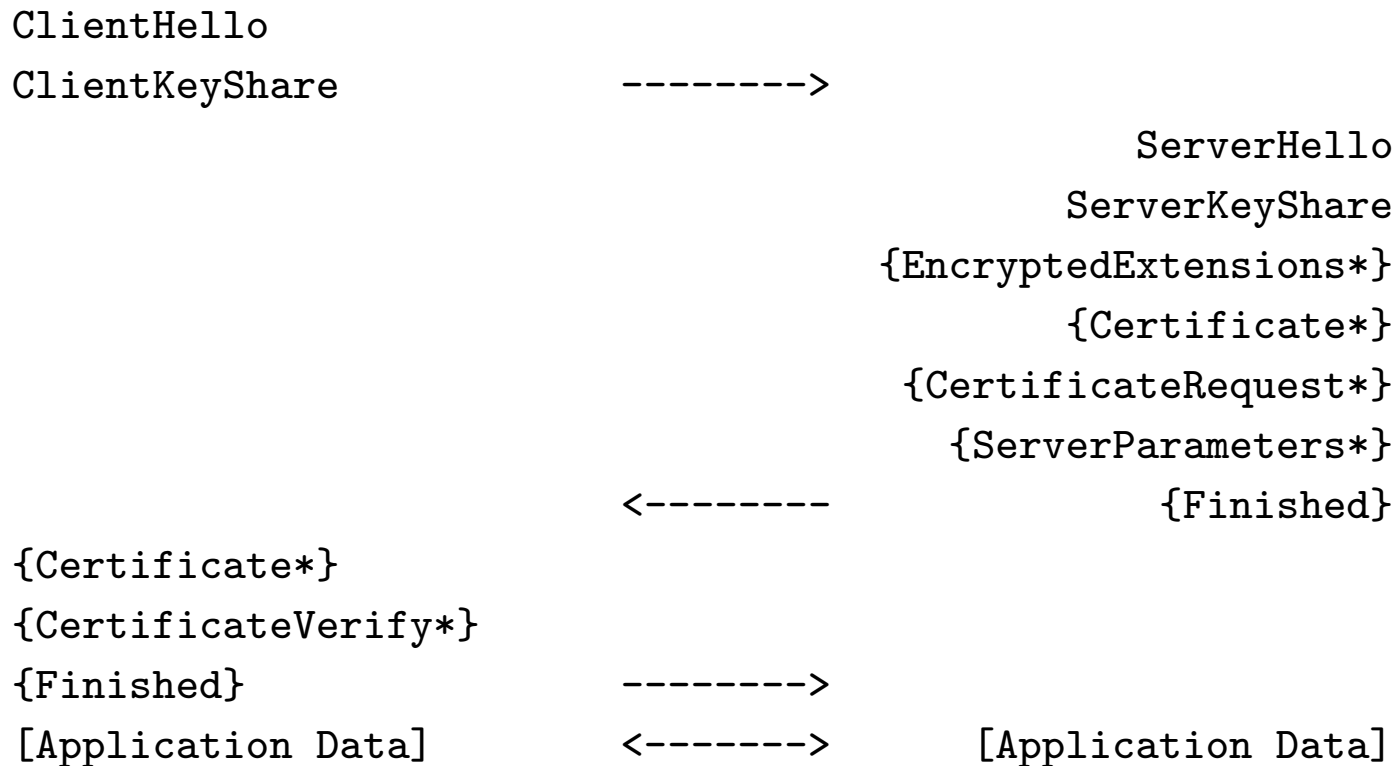 ClientHello
ClientKeyShare -------->
ServerHello
ServerKeyShare
{EncryptedExtensions*}
{Certificate*}
{CertificateRequest*}
{ServerParameters*}
<-------- {Finished}
{Certificate*}
{CertificateVerify*}
{Finished} -------->
[Application Data] <-------> [Application Data]